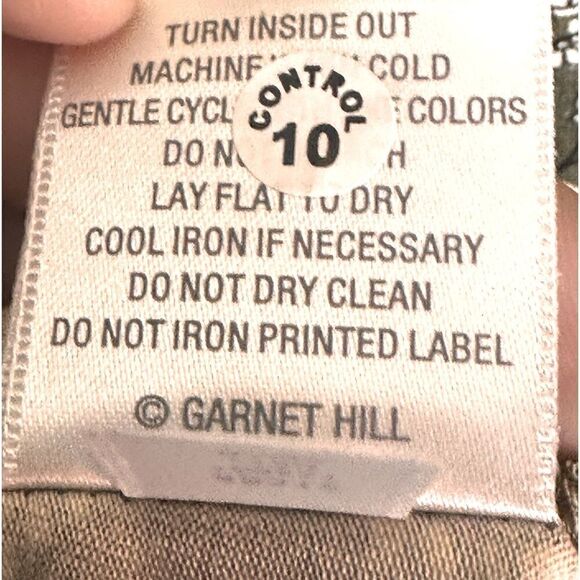 TURN INSIDE OUT
MACHINE COLD
GENTLE COLORS
CONTROL
10
DO
LAY FLAT TO DRY
COOL IRON IF NECESSARY
DO NOT DRY CLEAN
DO NOT IRON PRINTED LABEL
© GARNET HILL